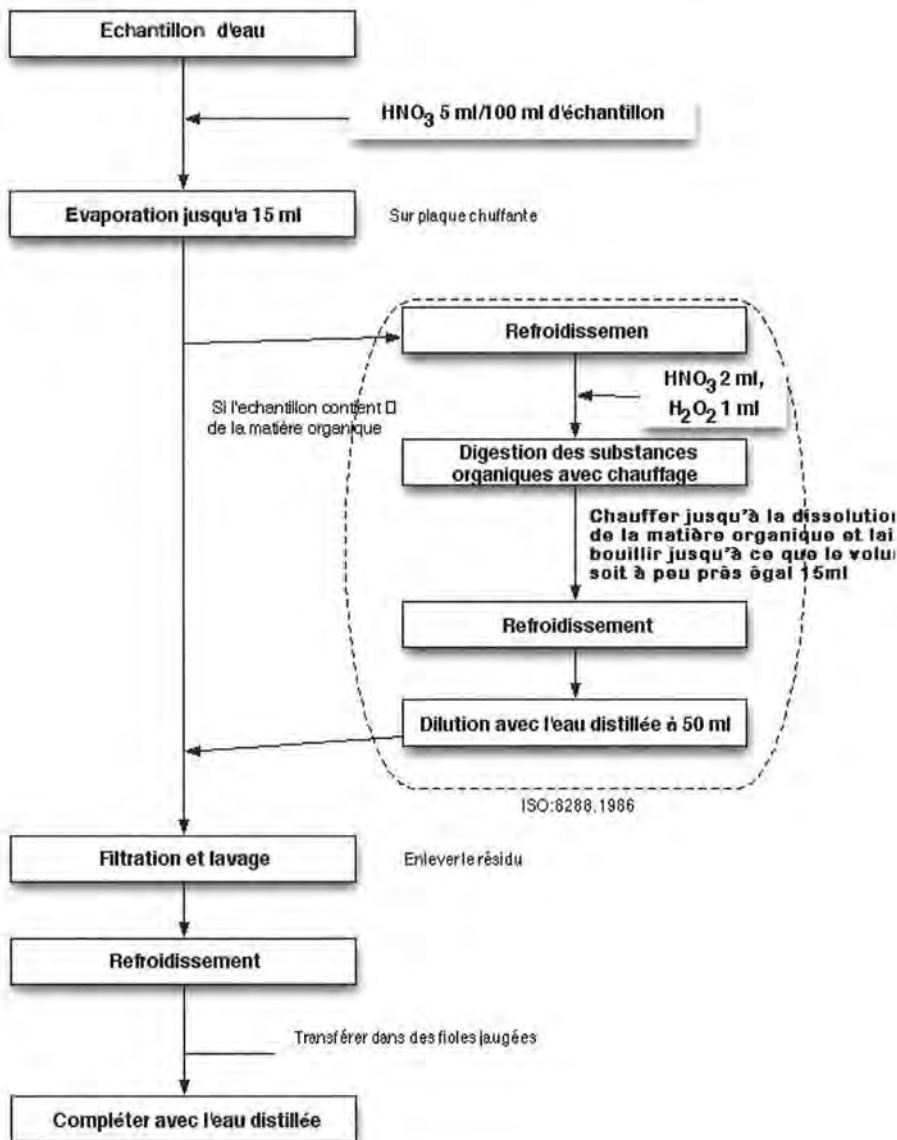 Echantillon d'eau
HNO3 5 ml/100 ml d'échantillon
Evaporation jusqu'a 15 ml
Sur plaque chuffante
Refroidissemen
Si l'echantillon contient
de la matière organique
HNO3 2 ml,
H2O2 1 ml
Digestion des substances
organiques avec chauffage
Chauffer jusqu'à la dissolution
de la matière organique et lai
bouillir jusqu'à ce que le volu
soit à peu près égal 15ml
Refroidissement
Dilution avec l'eau distillée à 50 ml
ISO:8288.1986
Filtration et lavage
Enlever le résidu
Refroidissement
Transférer dans des fioles jaugées
Compléter avec l'eau distillée